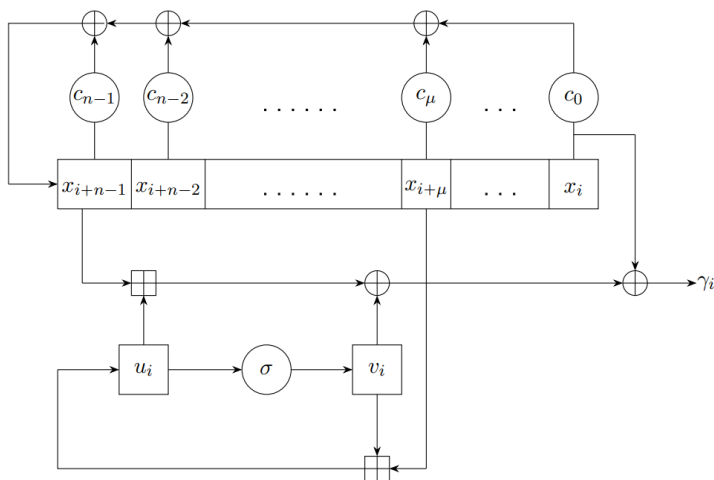 c_{n−1} c_{n−2} ...... c_μ ... c_0
x_{i+n−1} x_{i+n−2} ...... x_{i+μ} ... x_i
γ_i
u_i σ v_i